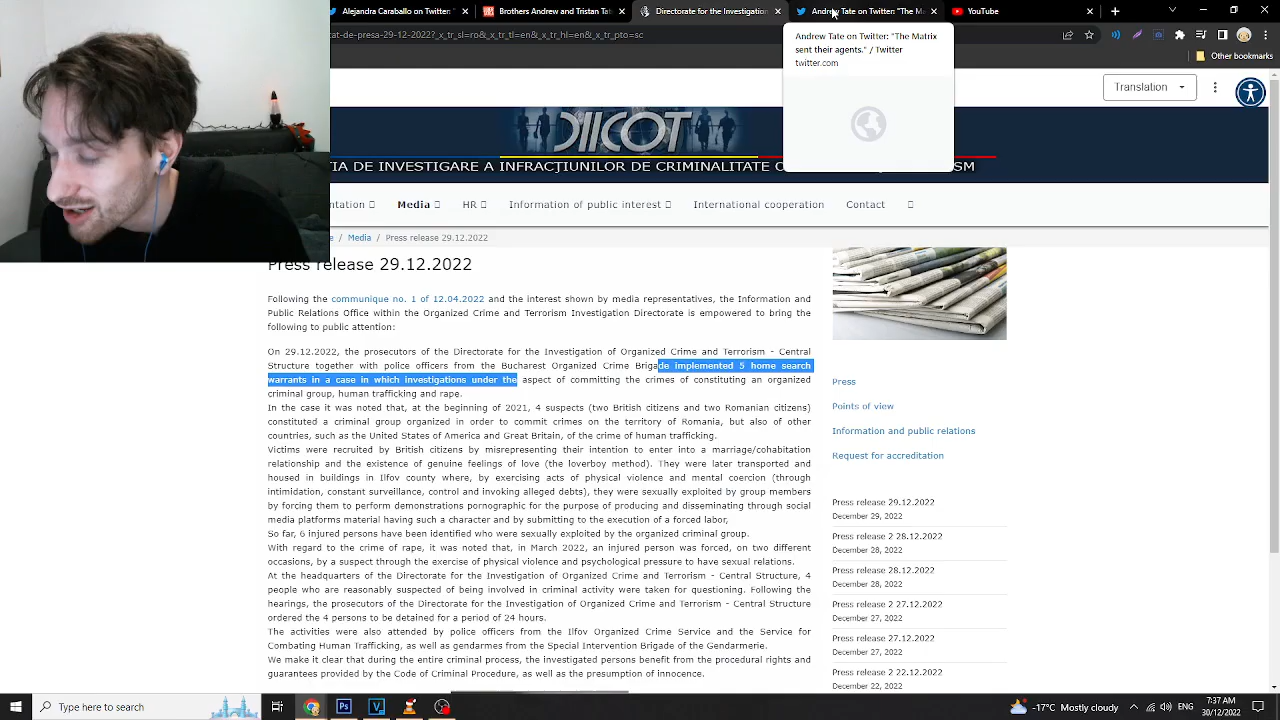 Alejandra Caraballo on Twitter:
Brothers Andrew and Tristan Tate
Directorate for Investigating Or
Andre
YouTube
at-de-presa-29-12-2022?_x_tr_sl=ro&_x_tr_tl=en&_x_tr_hl=en&_x_tr_pto=sc
Andrew Tate on Twitter: "The Matrix
sent their agents." / Twitter
twitter.com
Other bookmarks
Translation
DIICOT
IA DE INVESTIGARE A INFRACȚIUNILOR DE CRIMINALITATE O
SM
ntation
Media
HR
Information of public interest
International cooperation
Contact
e / Media / Press release 29.12.2022
Press release 29.12.2022
Following the communique no. 1 of 12.04.2022 and the interest shown by media representatives, the Information and
Public Relations Office within the Organized Crime and Terrorism Investigation Directorate is empowered to bring the
following to public attention:
On 29.12.2022, the prosecutors of the Directorate for the Investigation of Organized Crime and Terrorism - Central
Structure together with police officers from the Bucharest Organized Crime Brigade implemented 5 home search
warrants in a case in which investigations under the aspect of committing the crimes of constituting an organized
criminal group, human trafficking and rape.
In the case it was noted that, at the beginning of 2021, 4 suspects (two British citizens and two Romanian citizens)
constituted a criminal group organized in order to commit crimes on the territory of Romania, but also of other
countries, such as the United States of America and Great Britain, of the crime of human trafficking.
Victims were recruited by British citizens by misrepresenting their intention to enter into a marriage/cohabitation
relationship and the existence of genuine feelings of love (the loverboy method). They were later transported and
housed in buildings in Ilfov county where, by exercising acts of physical violence and mental coercion (through
intimidation, constant surveillance, control and invoking alleged debts), they were sexually exploited by group members
by forcing them to perform demonstrations pornographic for the purpose of producing and disseminating through social
media platforms material having such a character and by submitting to the execution of a forced labor,
So far, 6 injured persons have been identified who were sexually exploited by the organized criminal group.
With regard to the crime of rape, it was noted that, in March 2022, an injured person was forced, on two different
occasions, by a suspect through the exercise of physical violence and psychological pressure to have sexual relations.
At the headquarters of the Directorate for the Investigation of Organized Crime and Terrorism - Central Structure, 4
people who are reasonably suspected of being involved in criminal activity were taken for questioning. Following the
hearings, the prosecutors of the Directorate for the Investigation of Organized Crime and Terrorism - Central Structure
ordered the 4 persons to be detained for a period of 24 hours.
The activities were also attended by police officers from the Ilfov Organized Crime Service and the Service for
Combating Human Trafficking, as well as gendarmes from the Special Intervention Brigade of the Gendarmerie.
We make it clear that during the entire criminal process, the investigated persons benefit from the procedural rights and
guarantees provided by the Code of Criminal Procedure, as well as the presumption of innocence.
Press
Points of view
Information and public relations
Request for accreditation
Press release 29.12.2022
December 29, 2022
Press release 2 28.12.2022
December 28, 2022
Press release 28.12.2022
December 28, 2022
Press release 2 27.12.2022
December 27, 2022
Press release 27.12.2022
December 27, 2022
Press release 2 22.12.2022
December 22, 2022
Type here to search
-17°C
ENG
7:37 AM
30/12/2022